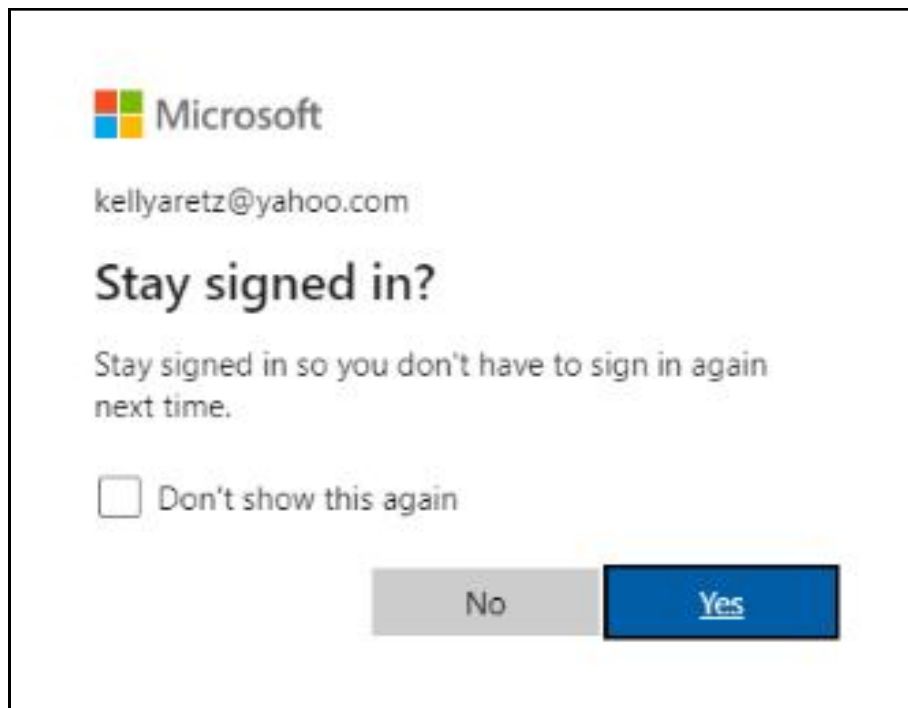 Microsoft
kellyaretz@yahoo.com
Stay signed in?
Stay signed in so you don't have to sign in again
next time.
Don't show this again
No
Yes